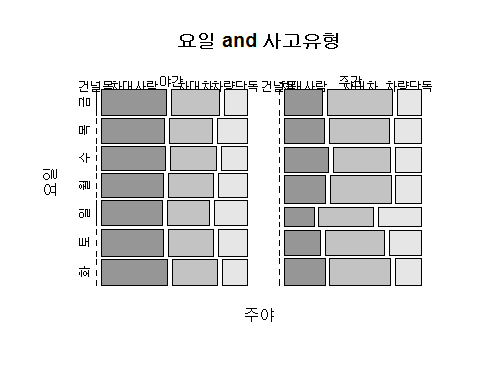 요일 and 사고유형
야간 주간
건널목 차대사람 차대차 차량단독 건널목 차대사람 차대차 차량단독
금
목
수
월
일
토
화
요일
주야